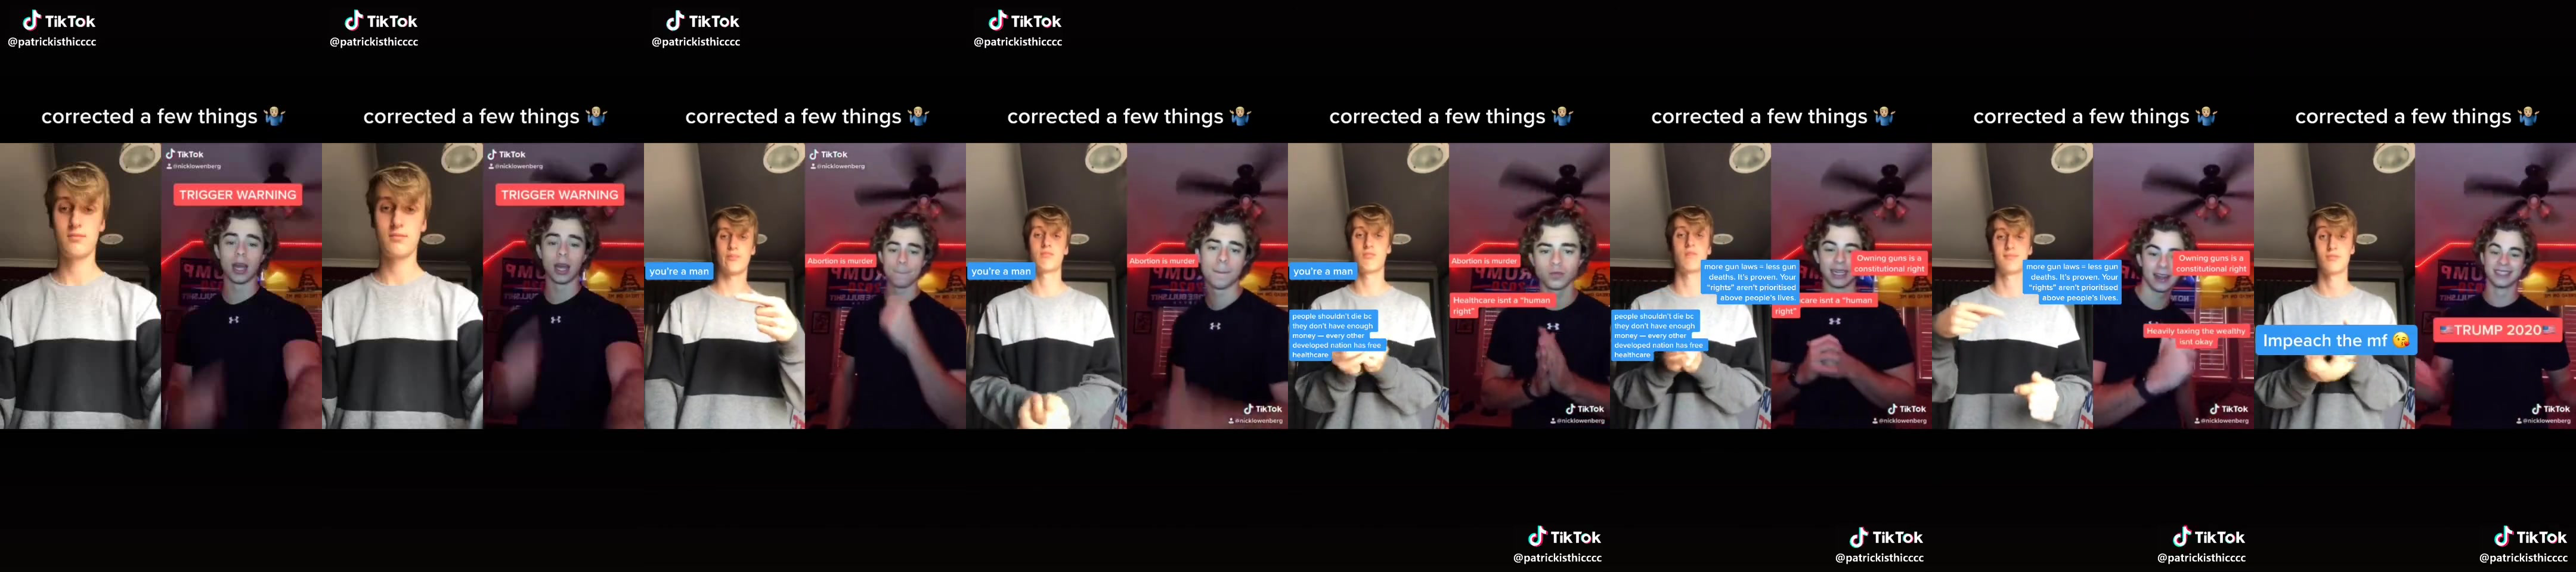 TikTok
@patrickisthicccc
corrected a few things 🤷🏼‍♂️
TikTok
@nicklowenberg
TRIGGER WARNING
TikTok
@patrickisthicccc
corrected a few things 🤷🏼‍♂️
TikTok
@nicklowenberg
TRIGGER WARNING
TikTok
@patrickisthicccc
corrected a few things 🤷🏼‍♂️
TikTok
@nicklowenberg
Abortion is murder
you're a man
TikTok
@patrickisthicccc
corrected a few things 🤷🏼‍♂️
Abortion is murder
you're a man
TikTok
@nicklowenberg
corrected a few things 🤷🏼‍♂️
Abortion is murder
you're a man
Healthcare isnt a "human
right"
people shouldn't die bc
they don't have enough
money — every other
developed nation has free
healthcare
TikTok
@nicklowenberg
TikTok
@patrickisthicccc
corrected a few things 🤷🏼‍♂️
Owning guns is a
constitutional right
more gun laws = less gun
deaths. It's proven. Your
"rights" aren't prioritised
above people's lives.
care isnt a "human
right"
people shouldn't die bc
they don't have enough
money — every other
developed nation has free
healthcare
TikTok
@nicklowenberg
TikTok
@patrickisthicccc
corrected a few things 🤷🏼‍♂️
Owning guns is a
constitutional right
more gun laws = less gun
deaths. It's proven. Your
"rights" aren't prioritised
above people's lives.
Heavily taxing the wealthy
isnt okay
TikTok
@nicklowenberg
TikTok
@patrickisthicccc
corrected a few things 🤷🏼‍♂️
🇺🇸TRUMP 2020🇺🇸
Impeach the mf 😘
TikTok
@nicklowenberg
TikTok
@patrickisthicccc